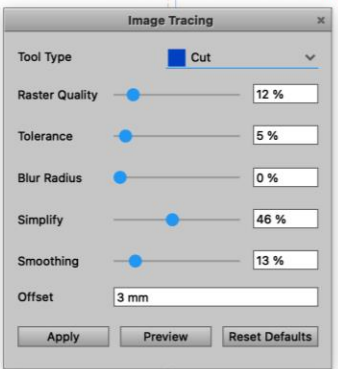 Image Tracing ×
Tool Type Cut
Raster Quality 12 %
Tolerance 5 %
Blur Radius 0 %
Simplify 46 %
Smoothing 13 %
Offset 3 mm
Apply Preview Reset Defaults